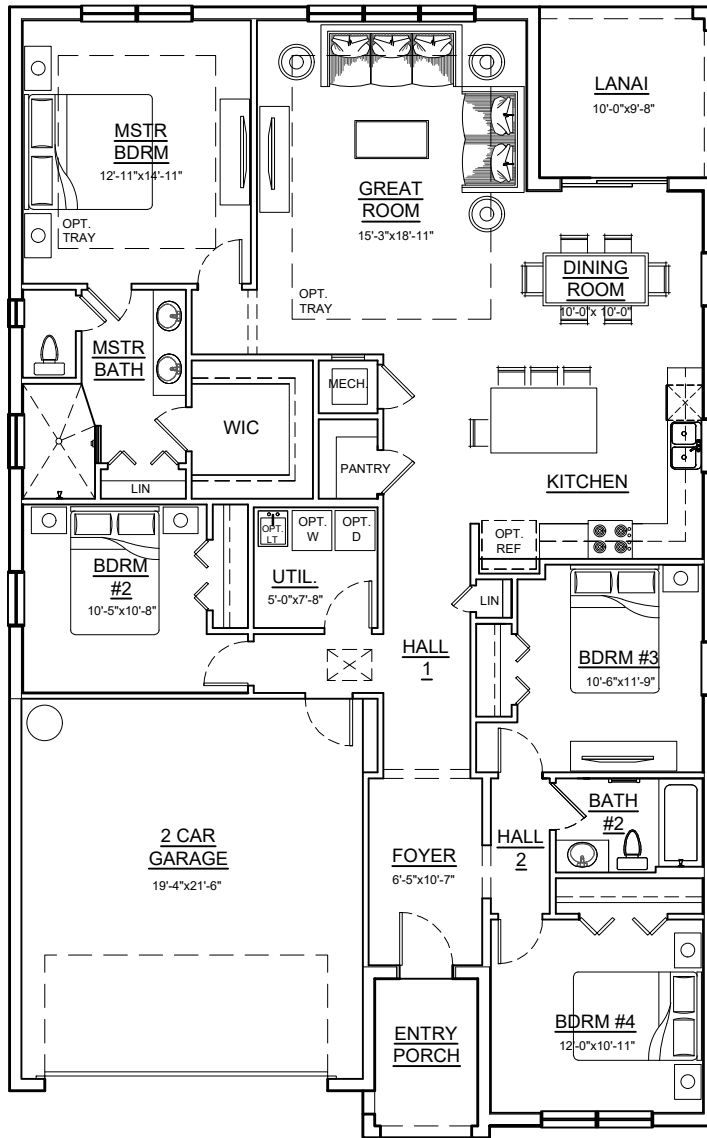 LANAI
10'-0"x9'-8"
MSTR
BDRM
12'-11"x14'-11"
OPT.
TRAY
GREAT
ROOM
15'-3"x18'-11"
OPT.
TRAY
DINING
ROOM
10'-0"x 10'-0"
MSTR
BATH
MECH.
WIC
PANTRY
KITCHEN
LIN
OPT.
LT
OPT.
W
OPT.
D
OPT.
REF
BDRM
#2
10'-5"x10'-8"
UTIL.
5'-0"x7'-8"
LIN
HALL
1
BDRM #3
10'-6"x11'-9"
2 CAR
GARAGE
19'-4"x21'-6"
FOYER
6'-5"x10'-7"
HALL
2
BATH
#2
ENTRY
PORCH
BDRM #4
12'-0"x10'-11"